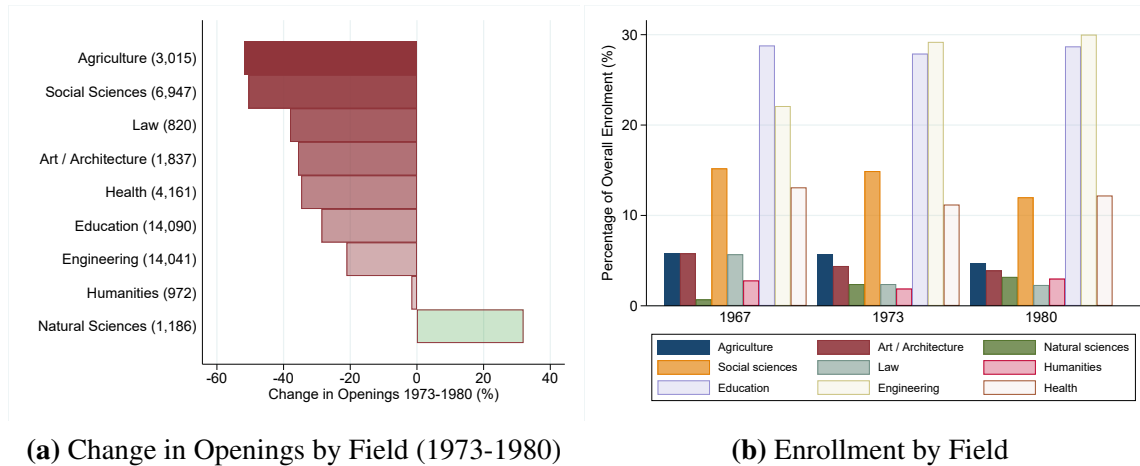 Agriculture (3,015)
Social Sciences (6,947)
Law (820)
Art / Architecture (1,837)
Health (4,161)
Education (14,090)
Engineering (14,041)
Humanities (972)
Natural Sciences (1,186)
-60 -40 -20 0 20 40
Change in Openings 1973-1980 (%)
(a) Change in Openings by Field (1973-1980)
Percentage of Overall Enrolment (%)
30
20
10
0
1967 1973 1980
Agriculture Art / Architecture Natural sciences
Social sciences Law Humanities
Education Engineering Health
(b) Enrollment by Field